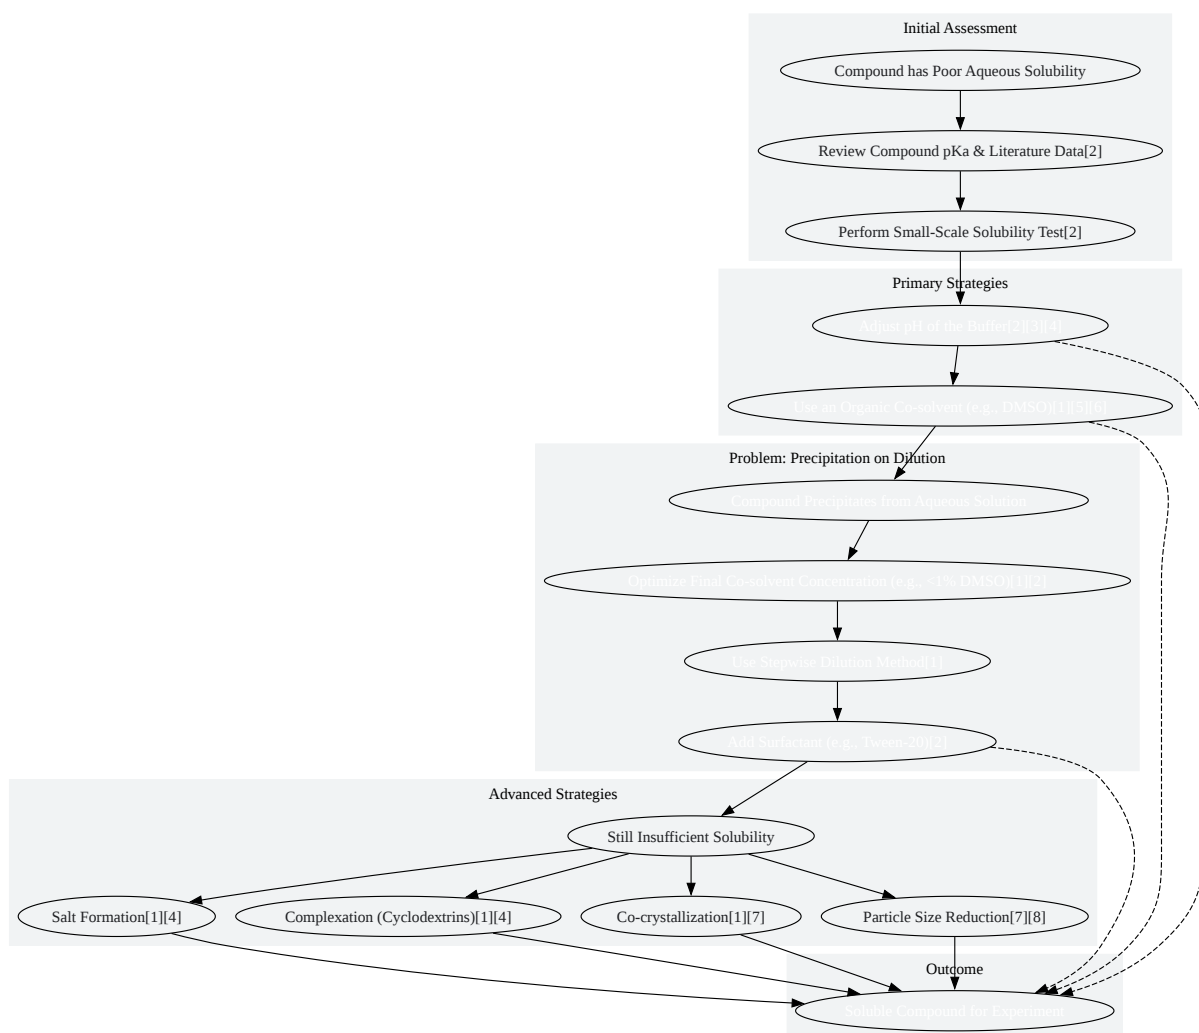 Initial Assessment
Compound has Poor Aqueous Solubility
Review Compound pKa & Literature Data[2]
Perform Small-Scale Solubility Test[2]
Primary Strategies
Adjust pH of the Buffer[2][3][4]
Use an Organic Co-solvent (e.g., DMSO)[1][5][6]
Problem: Precipitation on Dilution
Compound Precipitates from Aqueous Solution
Optimize Final Co-solvent Concentration (e.g., <1% DMSO)[1][2]
Use Stepwise Dilution Method[1]
Add Surfactant (e.g., Tween-20)[2]
Advanced Strategies
Still Insufficient Solubility
Salt Formation[1][4]
Complexation (Cyclodextrins)[1][4]
Co-crystallization[1][7]
Particle Size Reduction[7][8]
Outcome
Soluble Compound for Experiment